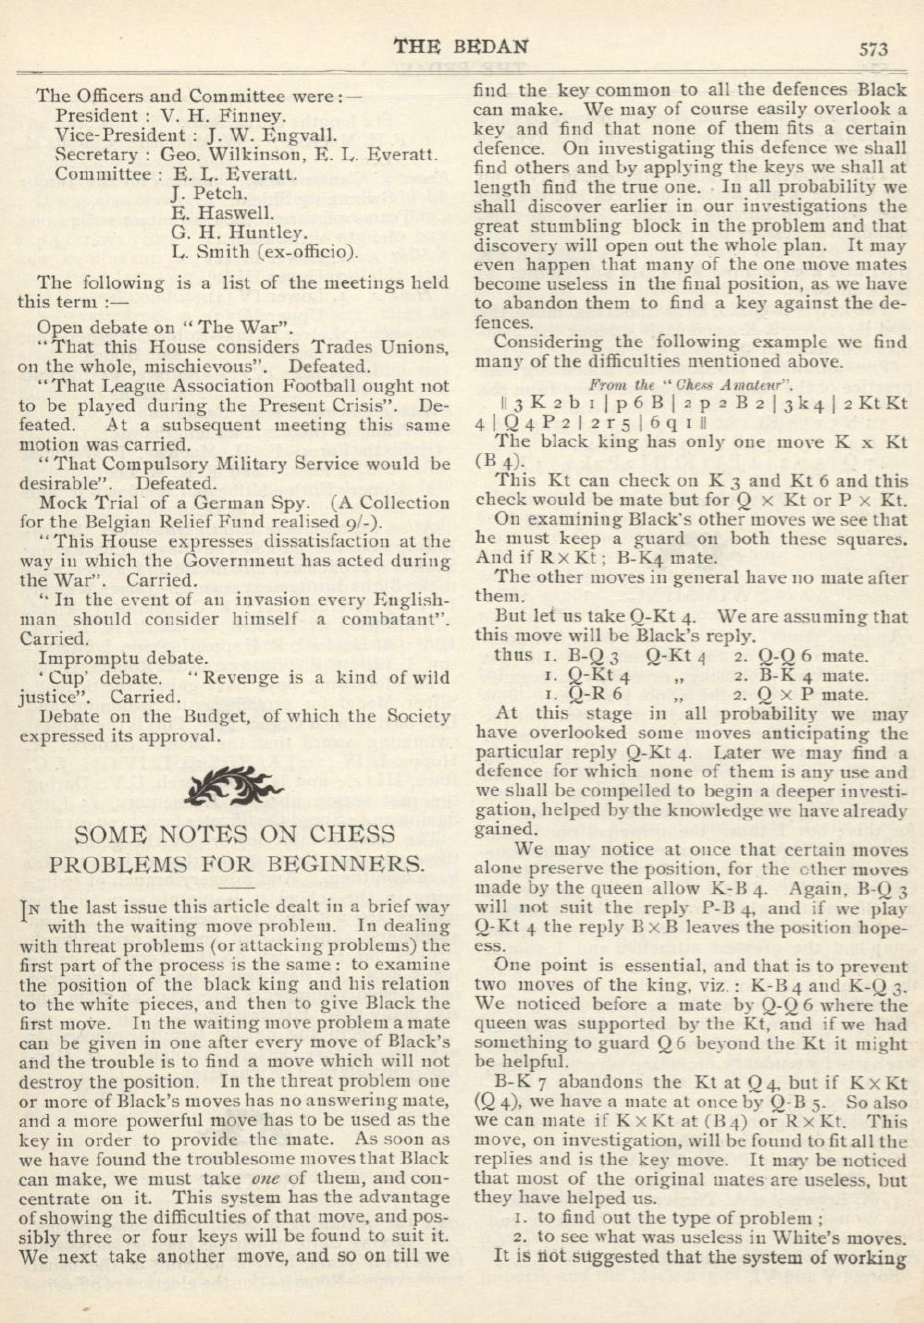 THE BEDAN
573
The Officers and Committee were :—
President : V. H. Finney.
Vice-President : J. W. Engvall.
Secretary : Geo. Wilkinson, E. L. Everatt.
Committee : E. L. Everatt.
J. Petch.
E. Haswell.
G. H. Huntley.
L. Smith (ex-officio).
The following is a list of the meetings held
this term :—
Open debate on “ The War”.
“ That this House considers Trades Unions,
on the whole, mischievous”. Defeated.
“ That League Association Football ought not
to be played during the Present Crisis”. De-
feated. At a subsequent meeting this same
motion was carried.
“ That Compulsory Military Service would be
desirable”. Defeated.
Mock Trial of a German Spy. (A Collection
for the Belgian Relief Fund realised 9/-).
“ This House expresses dissatisfaction at the
way in which the Government has acted during
the War”. Carried.
“ In the event of an invasion every English-
man should consider himself a combatant”.
Carried.
Impromptu debate.
‘ Cup’ debate. “ Revenge is a kind of wild
justice”. Carried.
Debate on the Budget, of which the Society
expressed its approval.
SOME NOTES ON CHESS
PROBLEMS FOR BEGINNERS.
IN the last issue this article dealt in a brief way
with the waiting move problem. In dealing
with threat problems (or attacking problems) the
first part of the process is the same : to examine
the position of the black king and his relation
to the white pieces, and then to give Black the
first move. In the waiting move problem a mate
can be given in one after every move of Black's
and the trouble is to find a move which will not
destroy the position. In the threat problem one
or more of Black's moves has no answering mate,
and a more powerful move has to be used as the
key in order to provide the mate. As soon as
we have found the troublesome moves that Black
can make, we must take one of them, and con-
centrate on it. This system has the advantage
of showing the difficulties of that move, and pos-
sibly three or four keys will be found to suit it.
We next take another move, and so on till we
find the key common to all the defences Black
can make. We may of course easily overlook a
key and find that none of them fits a certain
defence. On investigating this defence we shall
find others and by applying the keys we shall at
length find the true one. In all probability we
shall discover earlier in our investigations the
great stumbling block in the problem and that
discovery will open out the whole plan. It may
even happen that many of the one move mates
become useless in the final position, as we have
to abandon them to find a key against the de-
fences.
Considering the following example we find
many of the difficulties mentioned above.
From the “ Chess Amateur”.
‖ 3 K 2 b 1 | p 6 B | 2 p 2 B 2 | 3 k 4 | 2 Kt Kt
4 | Q 4 P 2 | 2 r 5 | 6 q 1 ‖
The black king has only one move K x Kt
(B 4).
This Kt can check on K 3 and Kt 6 and this
check would be mate but for Q × Kt or P × Kt.
On examining Black's other moves we see that
he must keep a guard on both these squares.
And if R × Kt ; B-K4 mate.
The other moves in general have no mate after
them.
But let us take Q-Kt 4. We are assuming that
this move will be Black's reply.
thus 1. B-Q 3 Q-Kt 4 2. Q-Q 6 mate.
1. Q-Kt 4 „ 2. B-K 4 mate.
1. Q-R 6 „ 2. Q × P mate.
At this stage in all probability we may
have overlooked some moves anticipating the
particular reply Q-Kt 4. Later we may find a
defence for which none of them is any use and
we shall be compelled to begin a deeper investi-
gation, helped by the knowledge we have already
gained.
We may notice at once that certain moves
alone preserve the position, for the other moves
made by the queen allow K-B 4. Again, B-Q 3
will not suit the reply P-B 4, and if we play
Q-Kt 4 the reply B × B leaves the position hope-
ess.
One point is essential, and that is to prevent
two moves of the king, viz. : K-B 4 and K-Q 3.
We noticed before a mate by Q-Q 6 where the
queen was supported by the Kt, and if we had
something to guard Q 6 beyond the Kt it might
be helpful.
B-K 7 abandons the Kt at Q 4, but if K × Kt
(Q 4), we have a mate at once by Q-B 5. So also
we can mate if K × Kt at (B 4) or R × Kt. This
move, on investigation, will be found to fit all the
replies and is the key move. It may be noticed
that most of the original mates are useless, but
they have helped us.
1. to find out the type of problem ;
2. to see what was useless in White's moves.
It is not suggested that the system of working